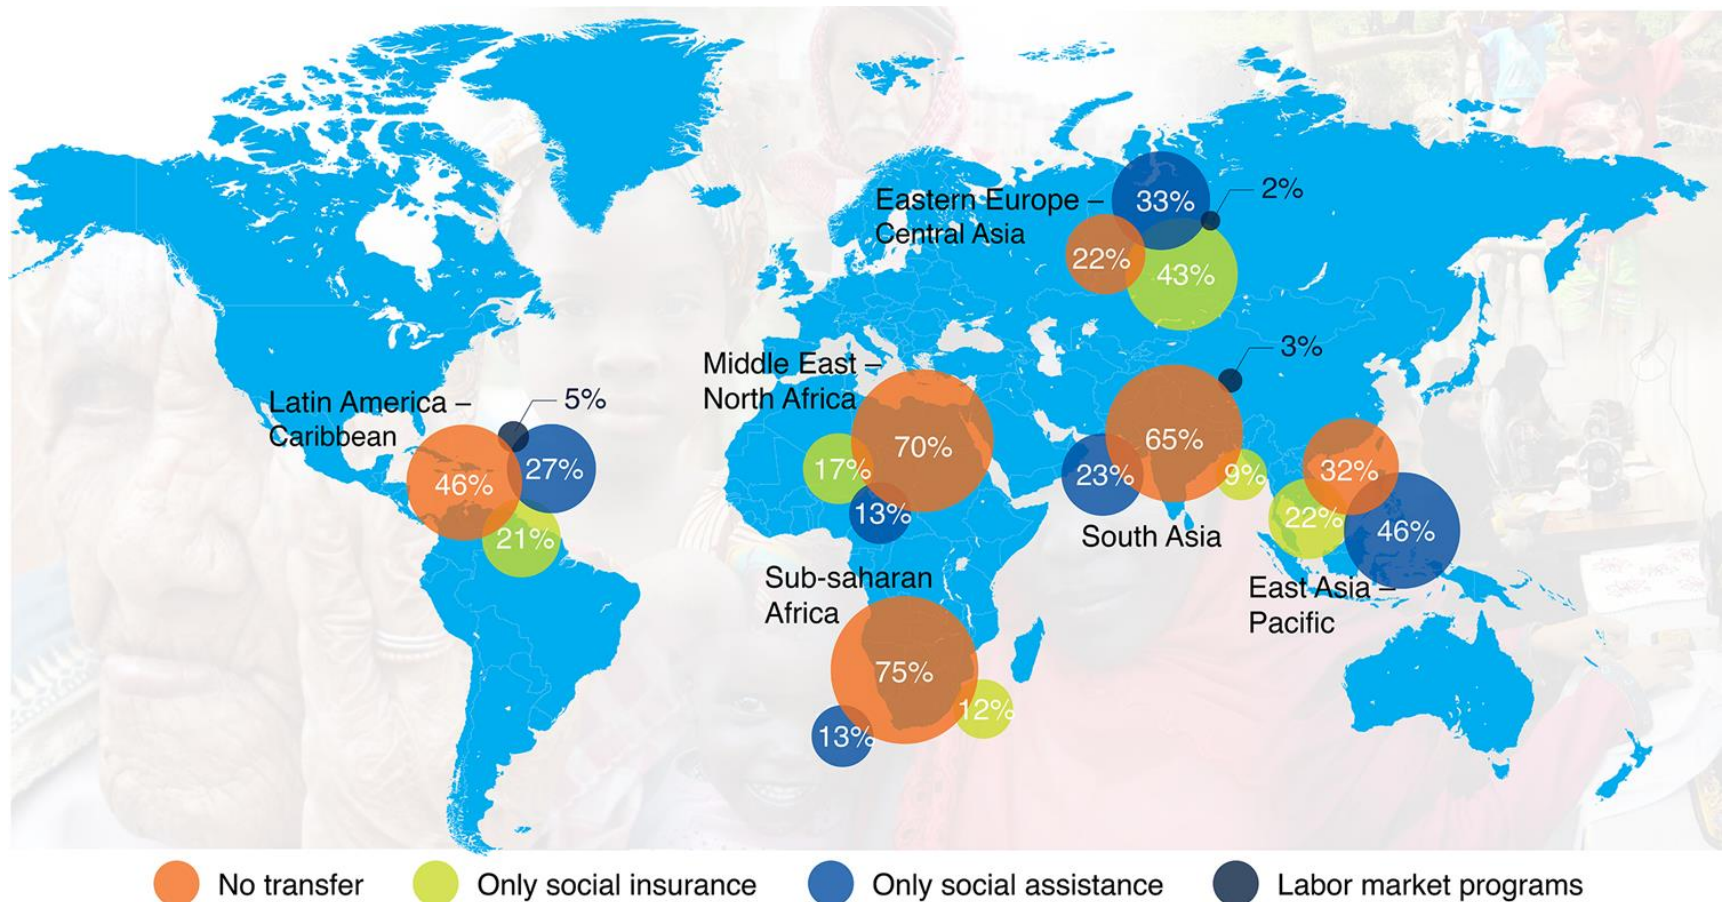 Eastern Europe –
Central Asia
33%
2%
22%
43%
Middle East –
North Africa
70%
17%
13%
3%
65%
23%
9%
South Asia
Latin America –
Caribbean
5%
46%
27%
21%
32%
22%
46%
East Asia –
Pacific
Sub-saharan
Africa
75%
12%
13%
No transfer
Only social insurance
Only social assistance
Labor market programs